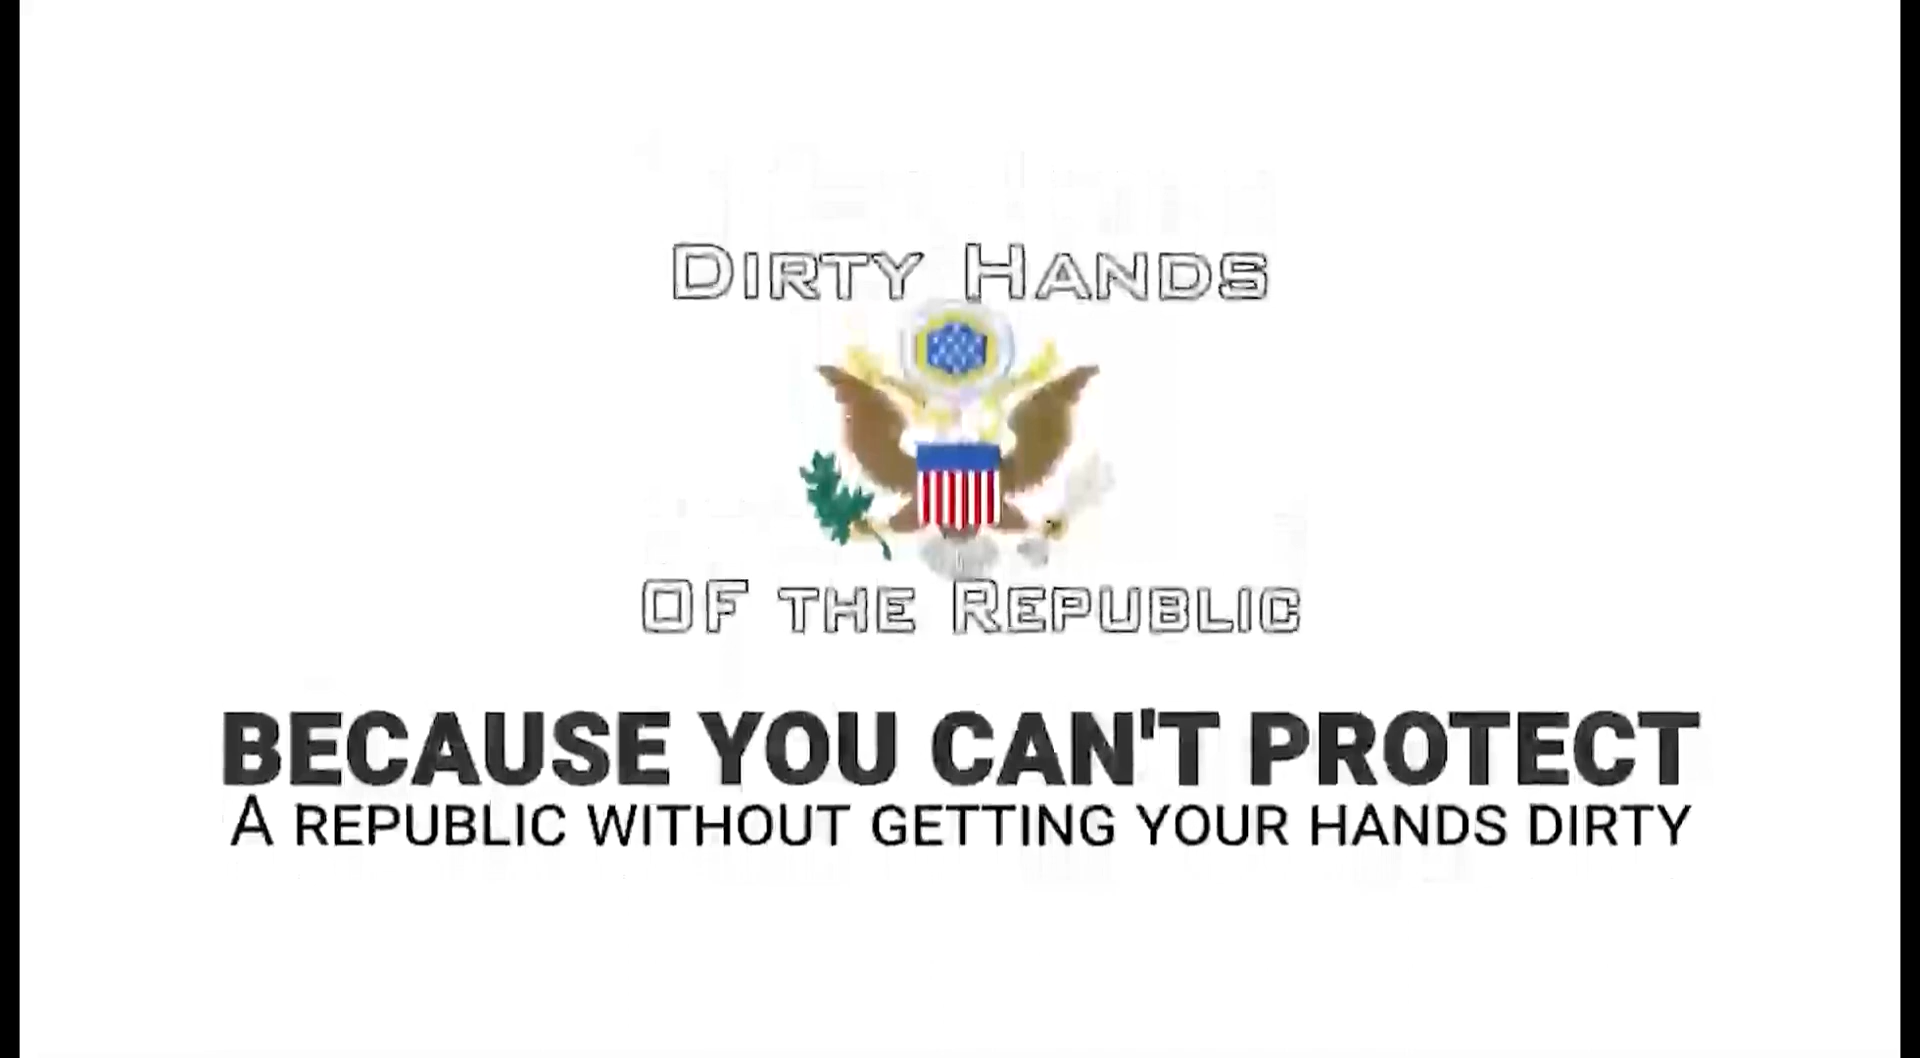 DIRTY HANDS
OF THE REPUBLIC
BECAUSE YOU CAN'T PROTECT
A REPUBLIC WITHOUT GETTING YOUR HANDS DIRTY